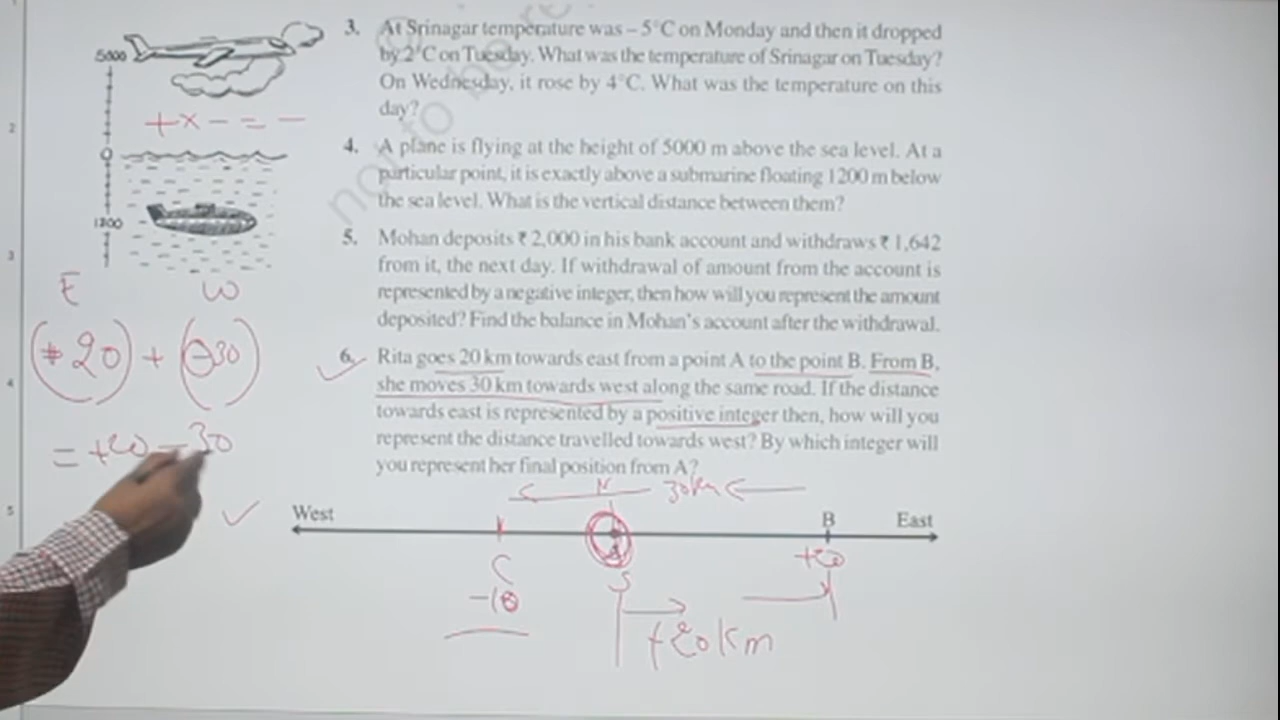 3. At Srinagar temperature was – 5°C on Monday and then it dropped
by 2°C on Tuesday. What was the temperature of Srinagar on Tuesday?
On Wednesday, it rose by 4°C. What was the temperature on this
day?
4. A plane is flying at the height of 5000 m above the sea level. At a
particular point, it is exactly above a submarine floating 1200 m below
the sea level. What is the vertical distance between them?
5. Mohan deposits ₹ 2,000 in his bank account and withdraws ₹ 1,642
from it, the next day. If withdrawal of amount from the account is
represented by a negative integer, then how will you represent the amount
deposited? Find the balance in Mohan's account after the withdrawal.
6. Rita goes 20 km towards east from a point A to the point B. From B,
she moves 30 km towards west along the same road. If the distance
towards east is represented by a positive integer then, how will you
represent the distance travelled towards west? By which integer will
you represent her final position from A?
5000
+ × - = -
0
1200
E W
(+20) + (-30)
= +20 - 30
N 30km
West A B East
C S +20
-10
+20km
not to be re
2
3
4
5